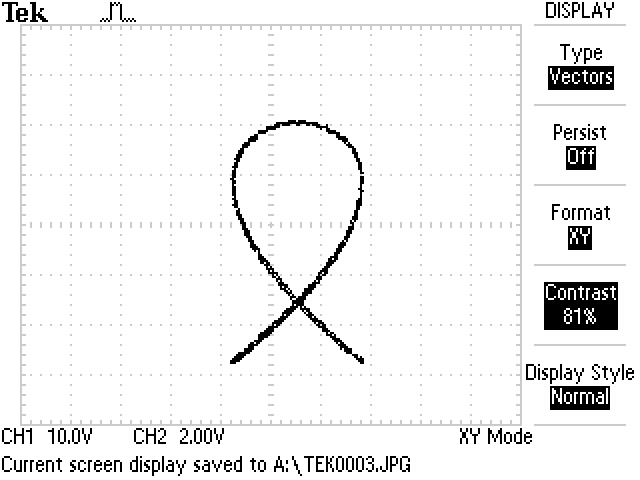 Tek
DISPLAY
Type
Vectors
Persist
Off
Format
XY
Contrast
81%
Display Style
Normal
CH1 10.0V CH2 2.00V XY Mode
Current screen display saved to A:\TEK0003.JPG